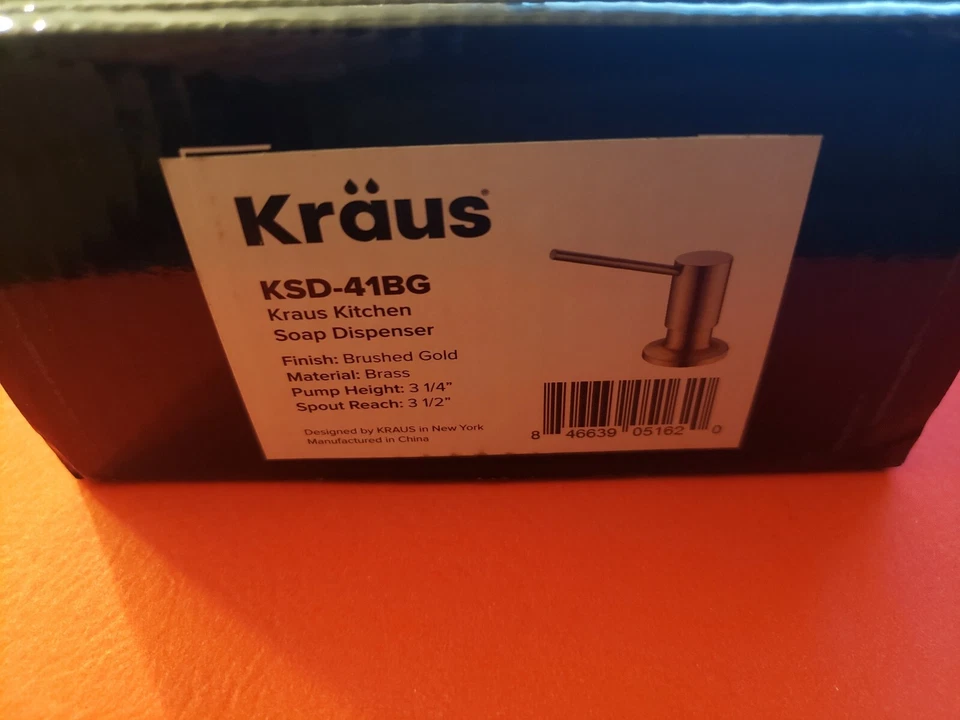 Kräus®
KSD-41BG
Kraus Kitchen
Soap Dispenser
Finish: Brushed Gold
Material: Brass
Pump Height: 3 1/4”
Spout Reach: 3 1/2”
Designed by KRAUS in New York
Manufactured in China
8 46639 05162 0